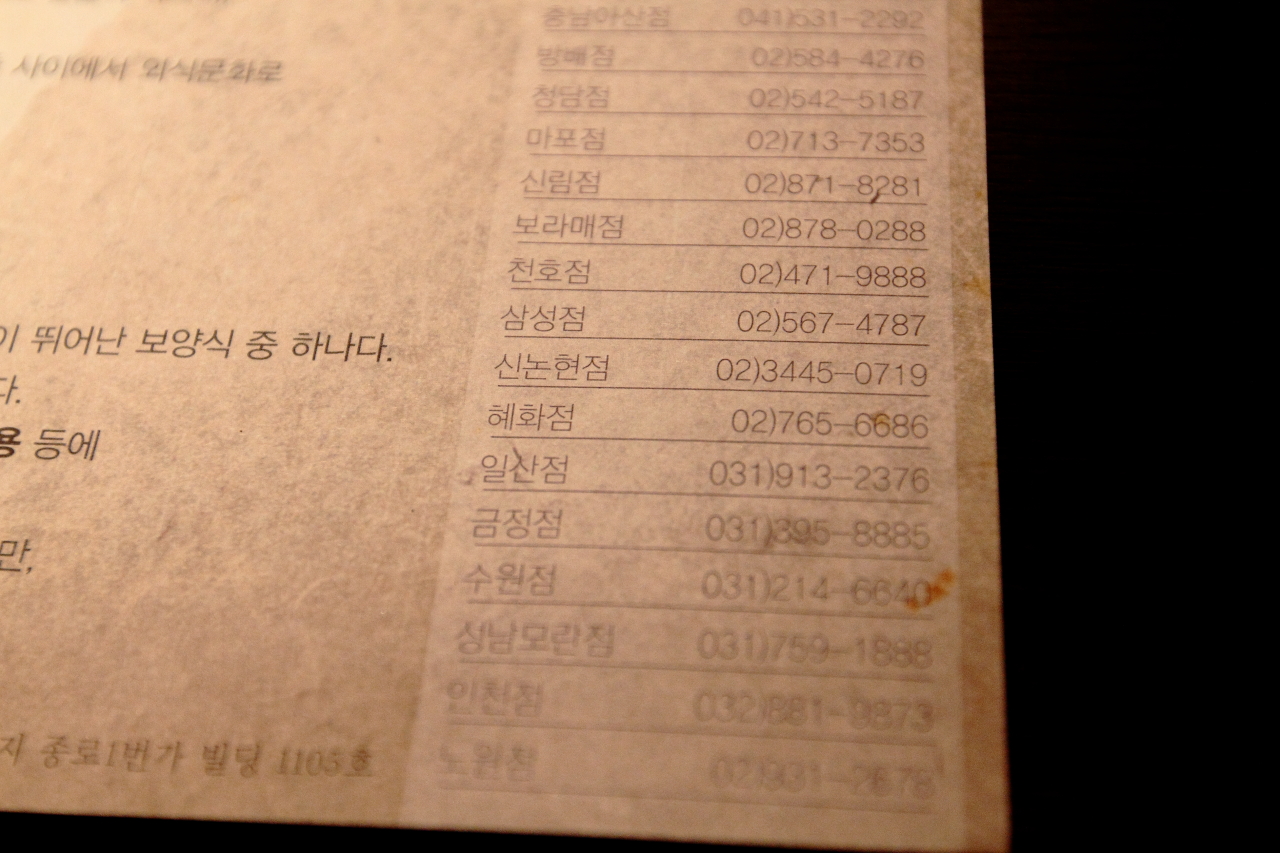 사이에서 외식문화로
이 뛰어난 보양식 중 하나다.
다.
용 등에
만,
지 종로1번가 빌딩 1105호
충남아산점 041)531-2292
방배점 02)584-4276
청담점 02)542-5187
마포점 02)713-7353
신림점 02)871-8281
보라매점 02)878-0288
천호점 02)471-9888
삼성점 02)567-4787
신논현점 02)3445-0719
혜화점 02)765-6686
일산점 031)913-2376
금정점 031)395-8885
수원점 031)214-6640
성남모란점 031)759-1888
인천점 032)881-9873
노원점 02)931-2678